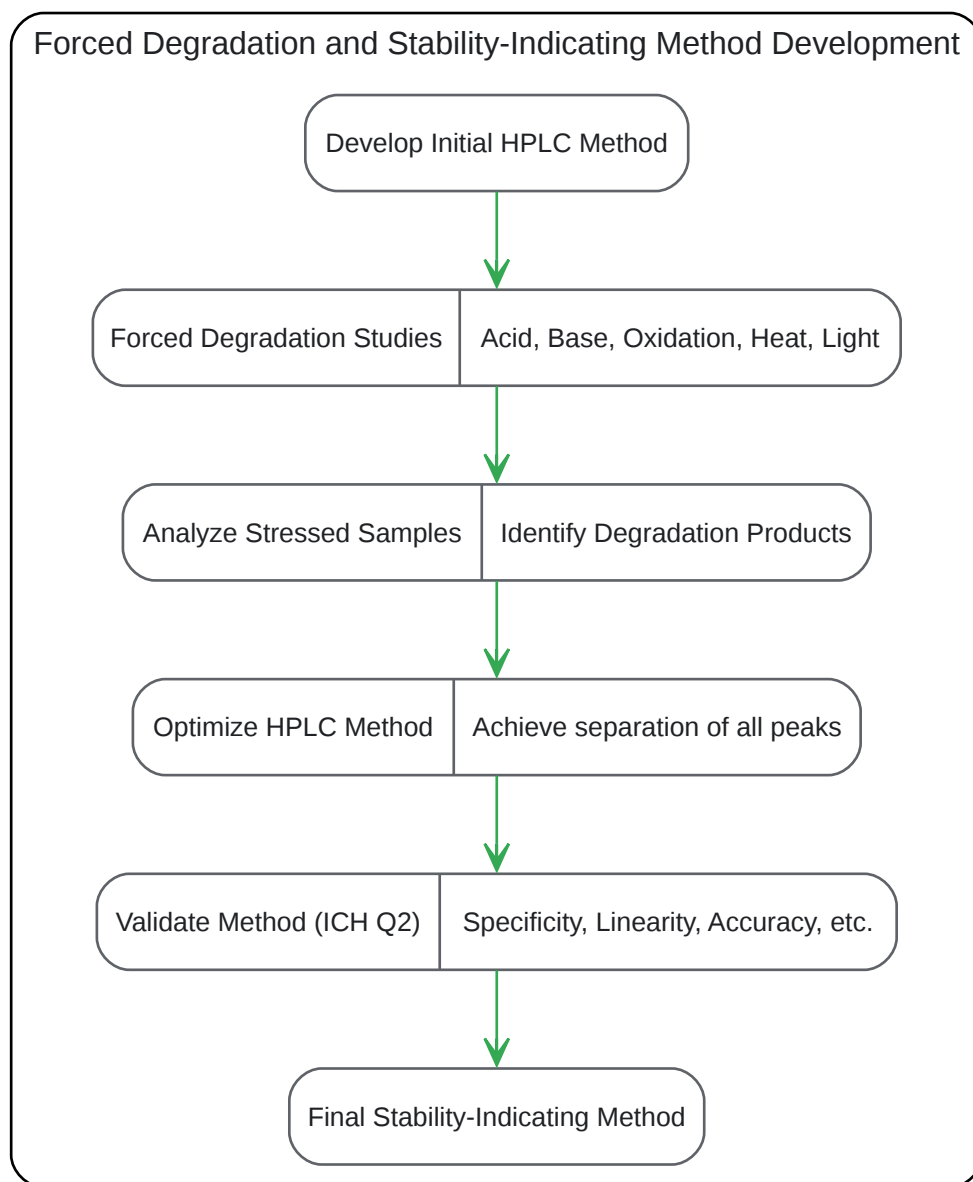 Forced Degradation and Stability-Indicating Method Development
Develop Initial HPLC Method
Forced Degradation Studies
Acid, Base, Oxidation, Heat, Light
Analyze Stressed Samples
Identify Degradation Products
Optimize HPLC Method
Achieve separation of all peaks
Validate Method (ICH Q2)
Specificity, Linearity, Accuracy, etc.
Final Stability-Indicating Method